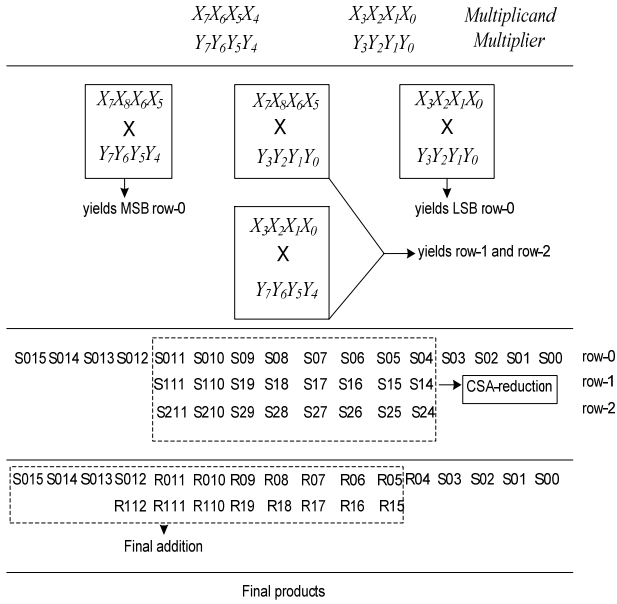 X7X6X5X4 X3X2X1X0 Multiplicand
Y7Y6Y5Y4 Y3Y2Y1Y0 Multiplier
X7X8X6X5 X7X8X6X5 X3X2X1X0
X X X
Y7Y6Y5Y4 Y3Y2Y1Y0 Y3Y2Y1Y0
yields MSB row-0 yields LSB row-0
X3X2X1X0
X
Y7Y6Y5Y4
yields row-1 and row-2
S015 S014 S013 S012 S011 S010 S09 S08 S07 S06 S05 S04 S03 S02 S01 S00 row-0
S111 S110 S19 S18 S17 S16 S15 S14 CSA-reduction row-1
S211 S210 S29 S28 S27 S26 S25 S24 row-2
S015 S014 S013 S012 R011 R010 R09 R08 R07 R06 R05 R04 S03 S02 S01 S00
R112 R111 R110 R19 R18 R17 R16 R15
Final addition
Final products